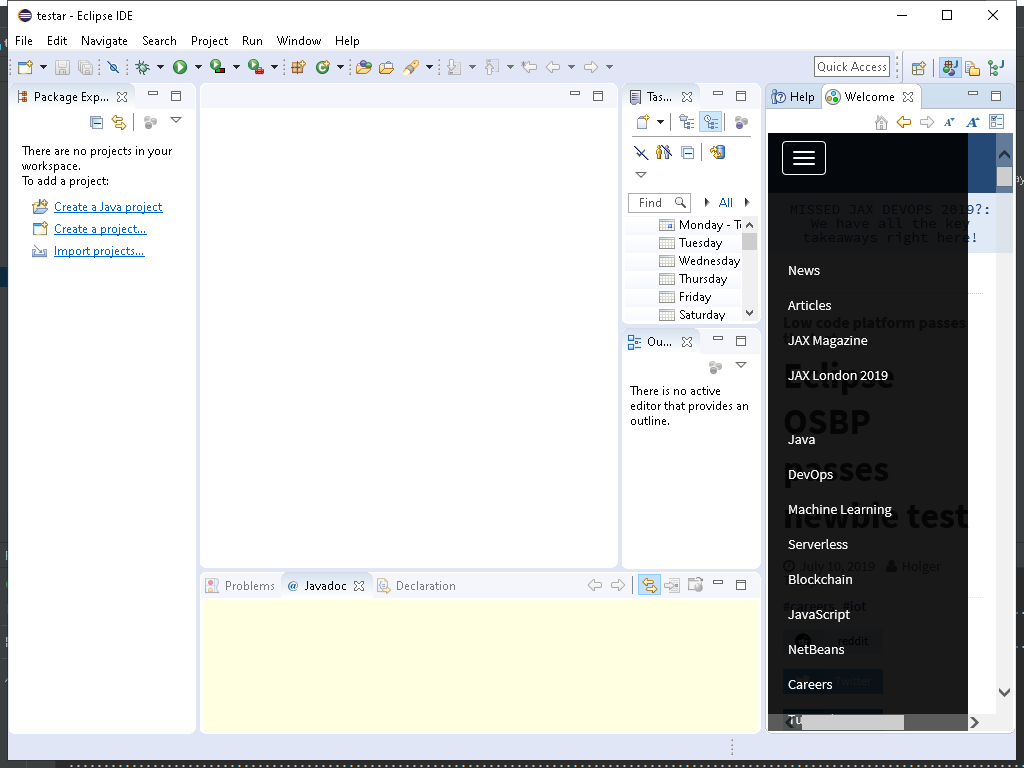 testar - Eclipse IDE
File Edit Navigate Search Project Run Window Help
Quick Access
Package Exp...
There are no projects in your
workspace.
To add a project:
Create a Java project
Create a project...
Import projects...
Tas...
Find All
Monday - T
Tuesday
Wednesday
Thursday
Friday
Saturday
Ou...
There is no active
editor that provides an
outline.
Problems @ Javadoc Declaration
Help Welcome
MISSED JAX DEVOPS 2019?:
We have all the key
takeaways right here!
News
Articles
Low code platform passes
JAX Magazine
JAX London 2019
Eclipse
OSBP
Java
passes
DevOps
Machine Learning
newbie test
Serverless
July 10, 2019 Holger
Blockchain
#careers #iot
JavaScript
reddit
NetBeans
Careers
Twitter